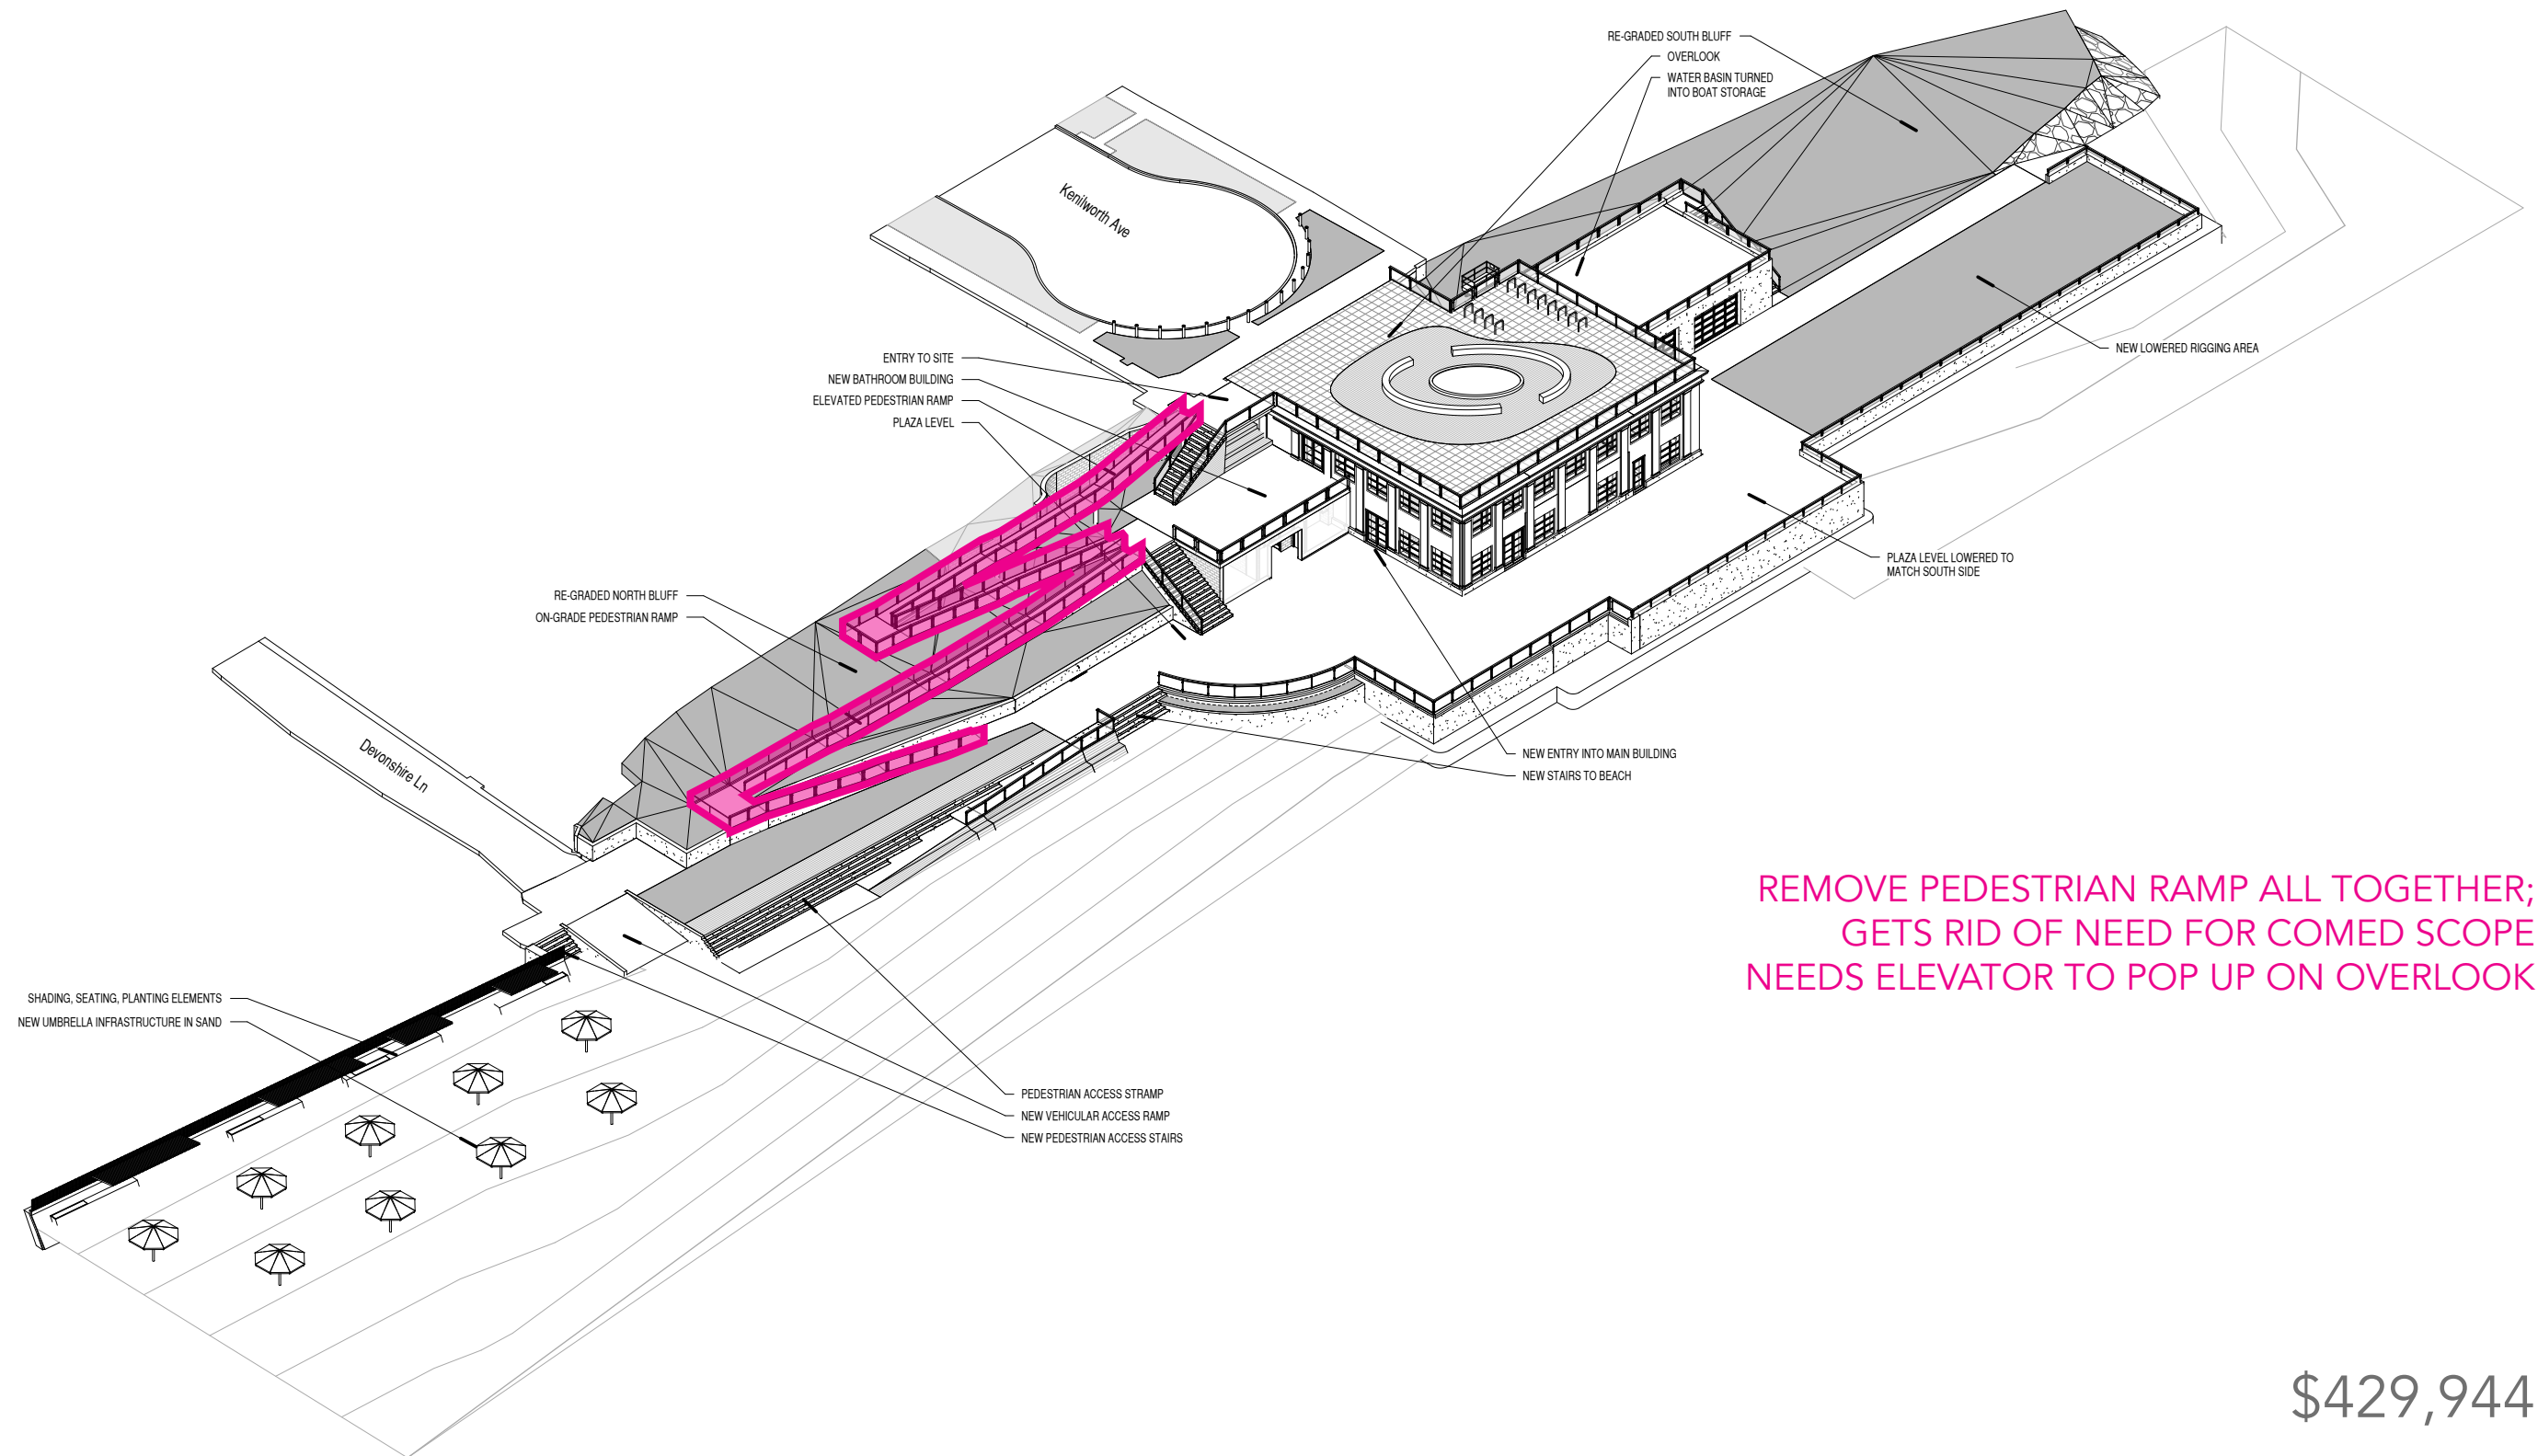 RE-GRADED SOUTH BLUFF
OVERLOOK
WATER BASIN TURNED
INTO BOAT STORAGE
Kenilworth Ave
ENTRY TO SITE
NEW BATHROOM BUILDING
ELEVATED PEDESTRIAN RAMP
PLAZA LEVEL
NEW LOWERED RIGGING AREA
PLAZA LEVEL LOWERED TO
MATCH SOUTH SIDE
RE-GRADED NORTH BLUFF
ON-GRADE PEDESTRIAN RAMP
Devonshire Ln
NEW ENTRY INTO MAIN BUILDING
NEW STAIRS TO BEACH
REMOVE PEDESTRIAN RAMP ALL TOGETHER;
GETS RID OF NEED FOR COMED SCOPE
NEEDS ELEVATOR TO POP UP ON OVERLOOK
SHADING, SEATING, PLANTING ELEMENTS
NEW UMBRELLA INFRASTRUCTURE IN SAND
PEDESTRIAN ACCESS STRAMP
NEW VEHICULAR ACCESS RAMP
NEW PEDESTRIAN ACCESS STAIRS
$429,944